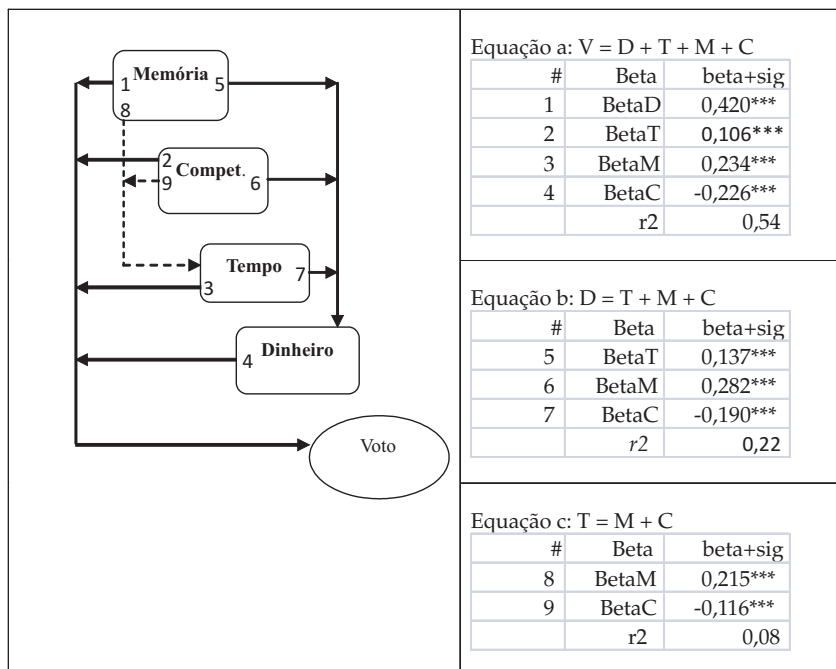 1 Memória 5
8
2
9 Compet. 6
Tempo
3 7
Dinheiro
4
Voto
Equação a: V = D + T + M + C
# Beta beta+sig
1 BetaD 0,420***
2 BetaT 0,106***
3 BetaM 0,234***
4 BetaC -0,226***
r2 0,54
Equação b: D = T + M + C
# Beta beta+sig
5 BetaT 0,137***
6 BetaM 0,282***
7 BetaC -0,190***
r2 0,22
Equação c: T = M + C
# Beta beta+sig
8 BetaM 0,215***
9 BetaC -0,116***
r2 0,08